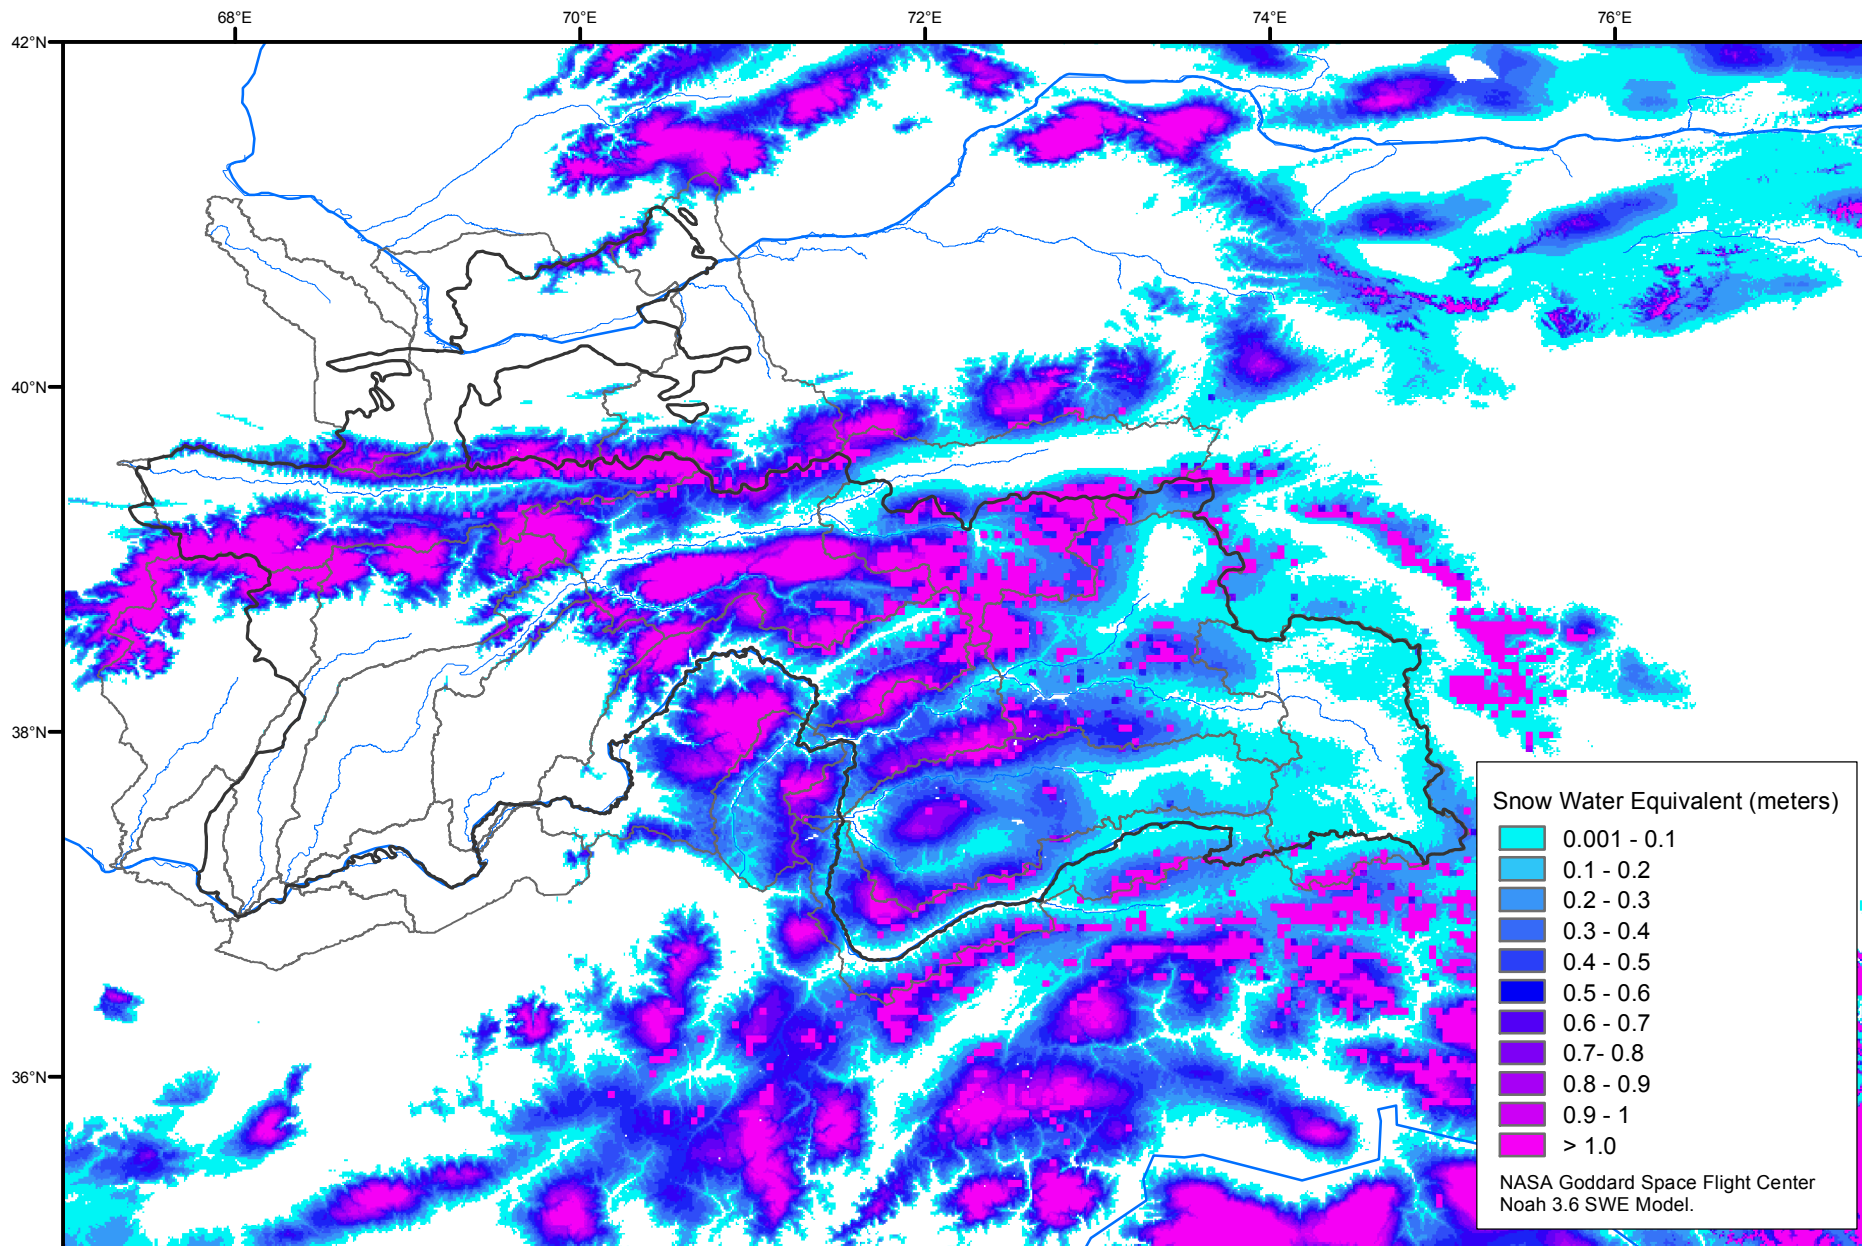 68°E
70°E
72°E
74°E
76°E
42°N
40°N
38°N
36°N
Snow Water Equivalent (meters)
0.001 - 0.1
0.1 - 0.2
0.2 - 0.3
0.3 - 0.4
0.4 - 0.5
0.5 - 0.6
0.6 - 0.7
0.7- 0.8
0.8 - 0.9
0.9 - 1
> 1.0
NASA Goddard Space Flight Center
Noah 3.6 SWE Model.